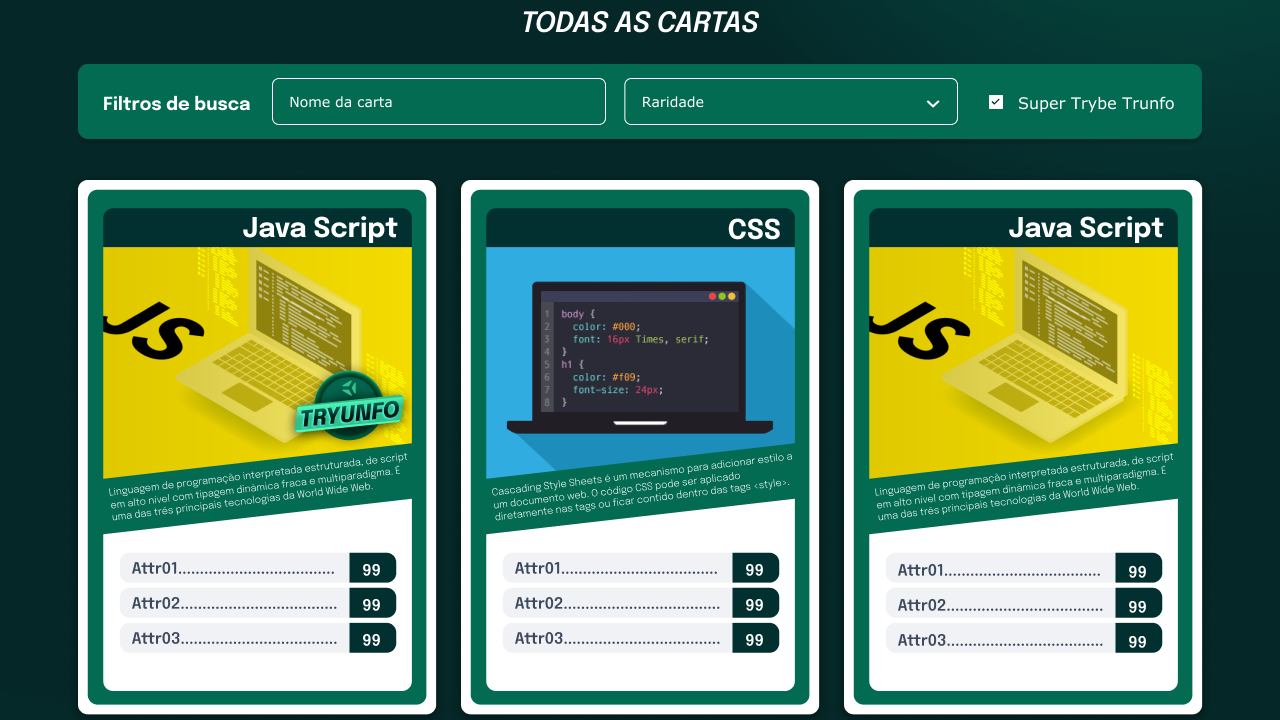 TODAS AS CARTAS
Filtros de busca
Nome da carta
Raridade
Super Trybe Trunfo
Java Script
JS
TRYUNFO
Linguagem de programação interpretada estruturada, de script
em alto nivel com tipagem dinámica fraca e multiparadigma. É
uma das três principais tecnologias da World Wide Web.
Attr01.................................... 99
Attr02.................................... 99
Attr03.................................... 99
CSS
1 body {
2 color: #000;
3 font: 16px Times, serif;
4 }
5 h1 {
6 color: #f09;
7 font-size: 24px;
8 }
Cascading Style Sheets é um mecanismo para adicionar estilo a
um documento web. O código CSS pode ser aplicado
diretamente nas tags ou ficar contido dentro das tags <style>.
Attr01.................................... 99
Attr02.................................... 99
Attr03.................................... 99
Java Script
JS
Linguagem de programação interpretada estruturada, de script
em alto nivel com tipagem dinámica fraca e multiparadigma. É
uma das três principais tecnologias da World Wide Web.
Attr01.................................... 99
Attr02.................................... 99
Attr03.................................... 99